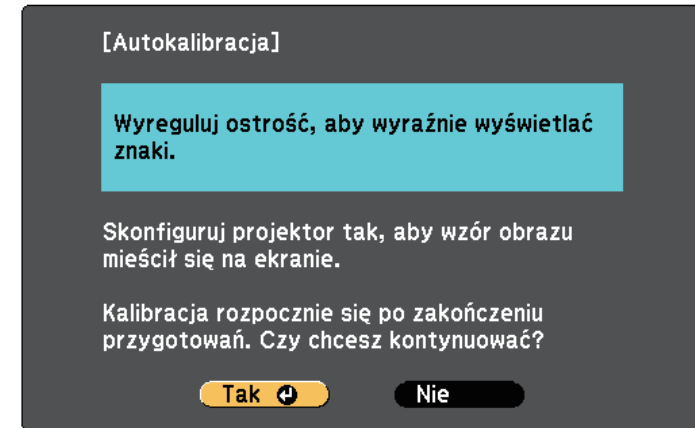 [Autokalibracja]
Wyreguluj ostrość, aby wyraźnie wyświetlać
znaki.
Skonfiguruj projektor tak, aby wzór obrazu
mieścił się na ekranie.
Kalibracja rozpocznie się po zakończeniu
przygotowań. Czy chcesz kontynuować?
Tak Nie